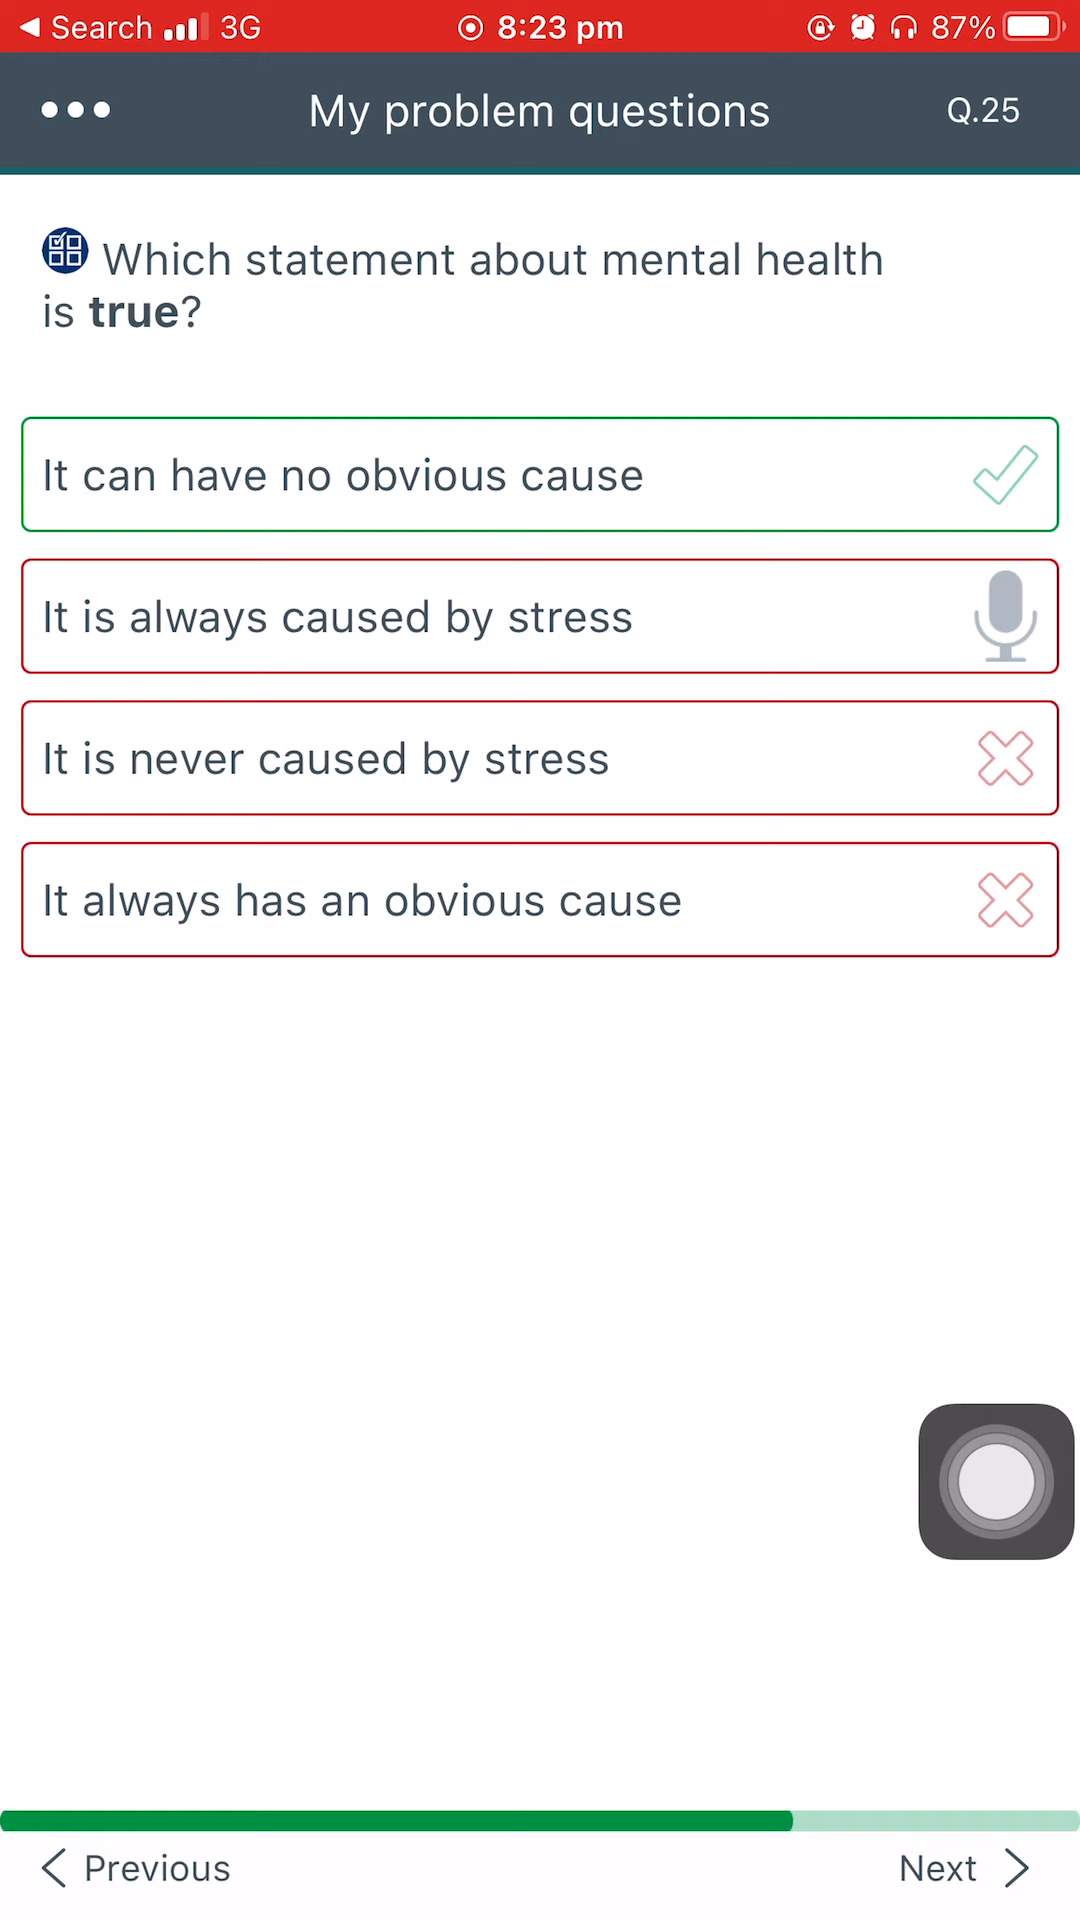 Search 3G 8:23 pm 87%
My problem questions Q.25
Which statement about mental health
is true?
It can have no obvious cause
It is always caused by stress
It is never caused by stress
It always has an obvious cause
Previous Next